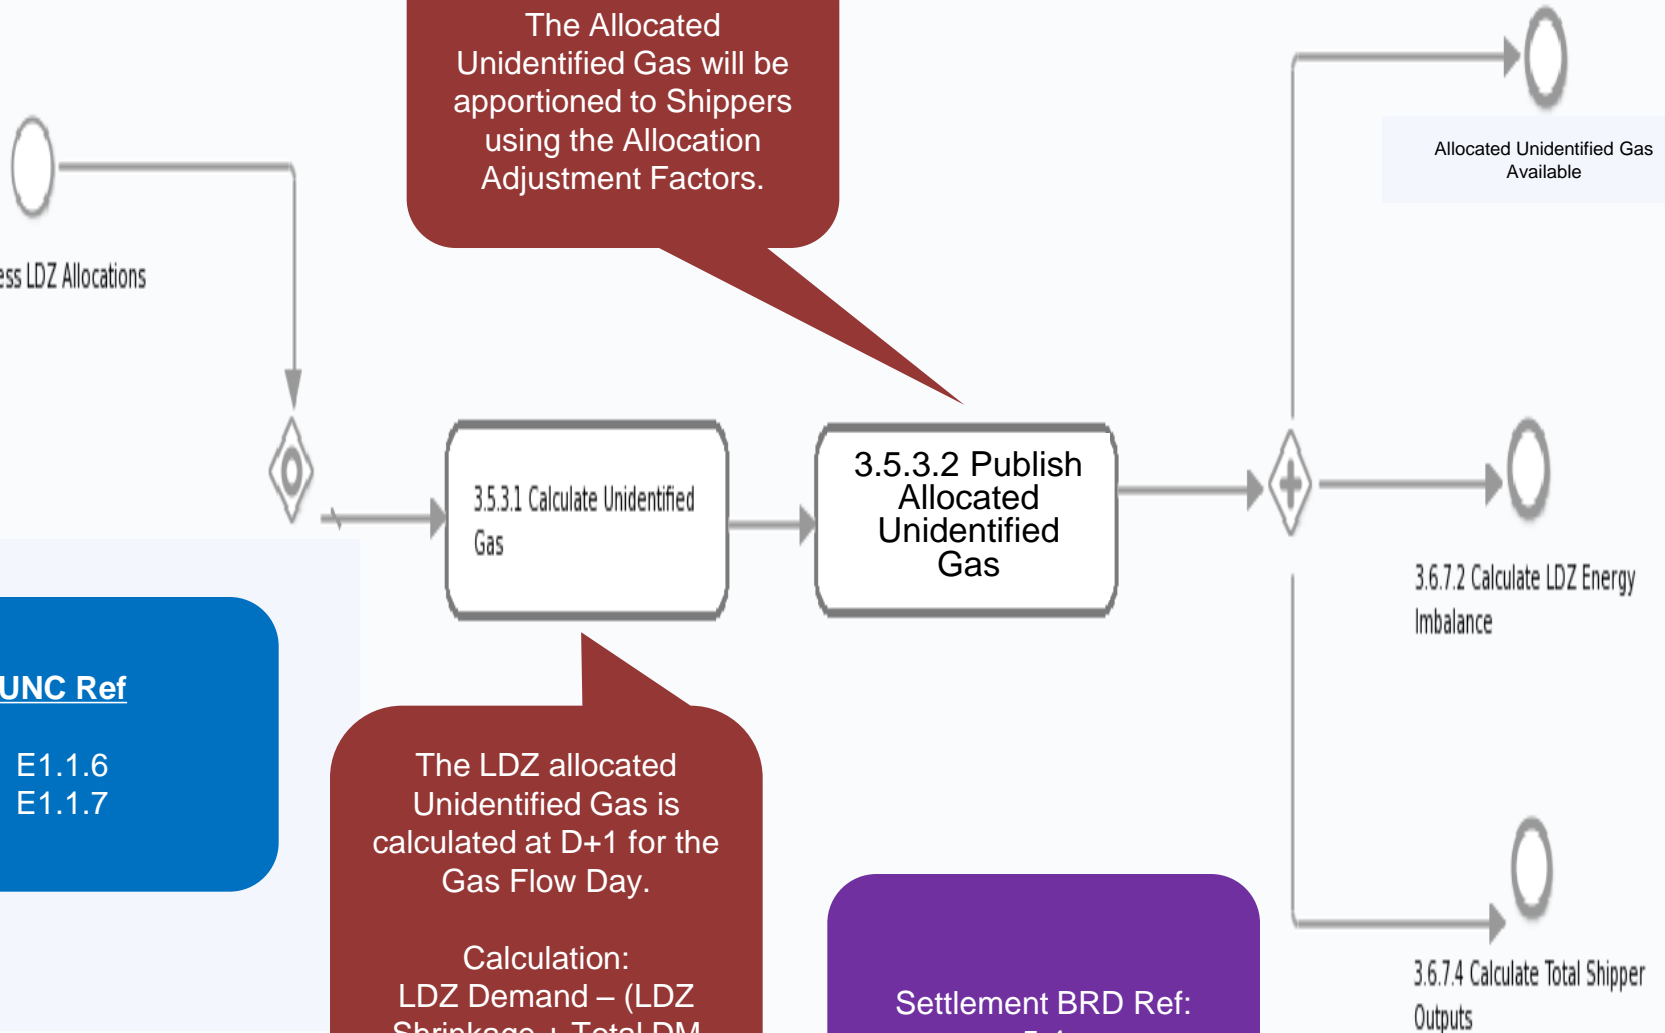 The Allocated
Unidentified Gas will be
apportioned to Shippers
using the Allocation
Adjustment Factors.
Allocated Unidentified Gas
Available
LDZ Allocations
3.5.3.1 Calculate Unidentified
Gas
3.5.3.2 Publish
Allocated
Unidentified
Gas
3.6.7.2 Calculate LDZ Energy
Imbalance
UNC Ref
E1.1.6
E1.1.7
The LDZ allocated
Unidentified Gas is
calculated at D+1 for the
Gas Flow Day.
Calculation:
LDZ Demand – (LDZ
Shrinkage + Total DM
Settlement BRD Ref:
3.6.7.4 Calculate Total Shipper
Outputs